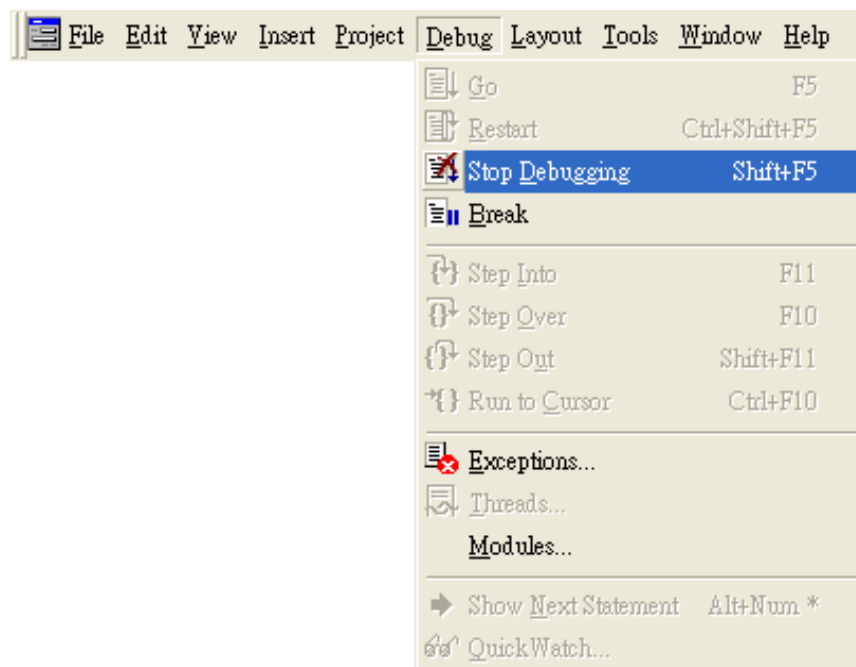 File Edit View Insert Project Debug Layout Tools Window Help
Go F5
Restart Ctrl+Shift+F5
Stop Debugging Shift+F5
Break
Step Into F11
Step Over F10
Step Out Shift+F11
Run to Cursor Ctrl+F10
Exceptions...
Threads...
Modules...
Show Next Statement Alt+Num *
QuickWatch...